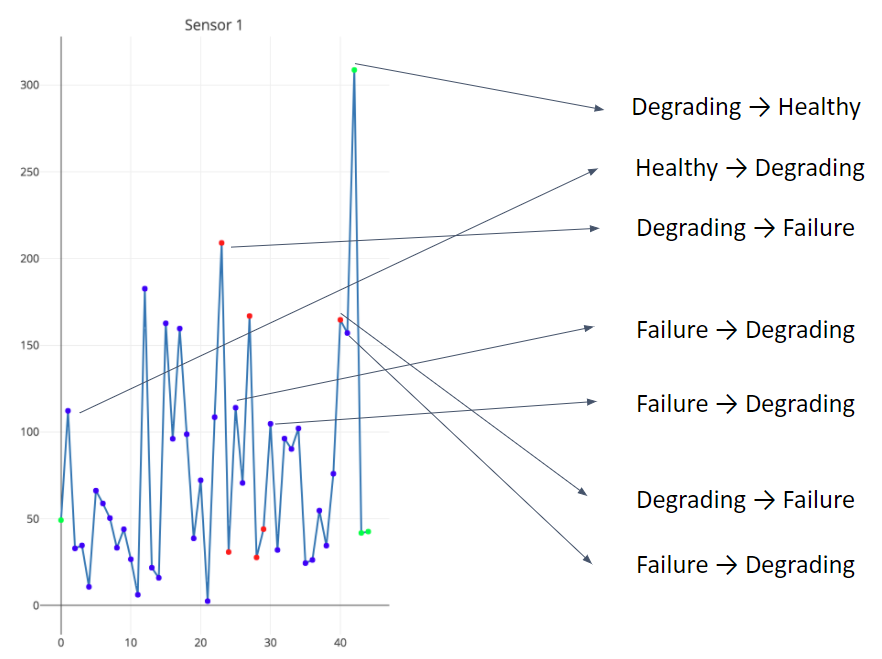 Sensor 1
300
250
200
150
100
50
0
0 10 20 30 40
Degrading → Healthy
Healthy → Degrading
Degrading → Failure
Failure → Degrading
Failure → Degrading
Degrading → Failure
Failure → Degrading